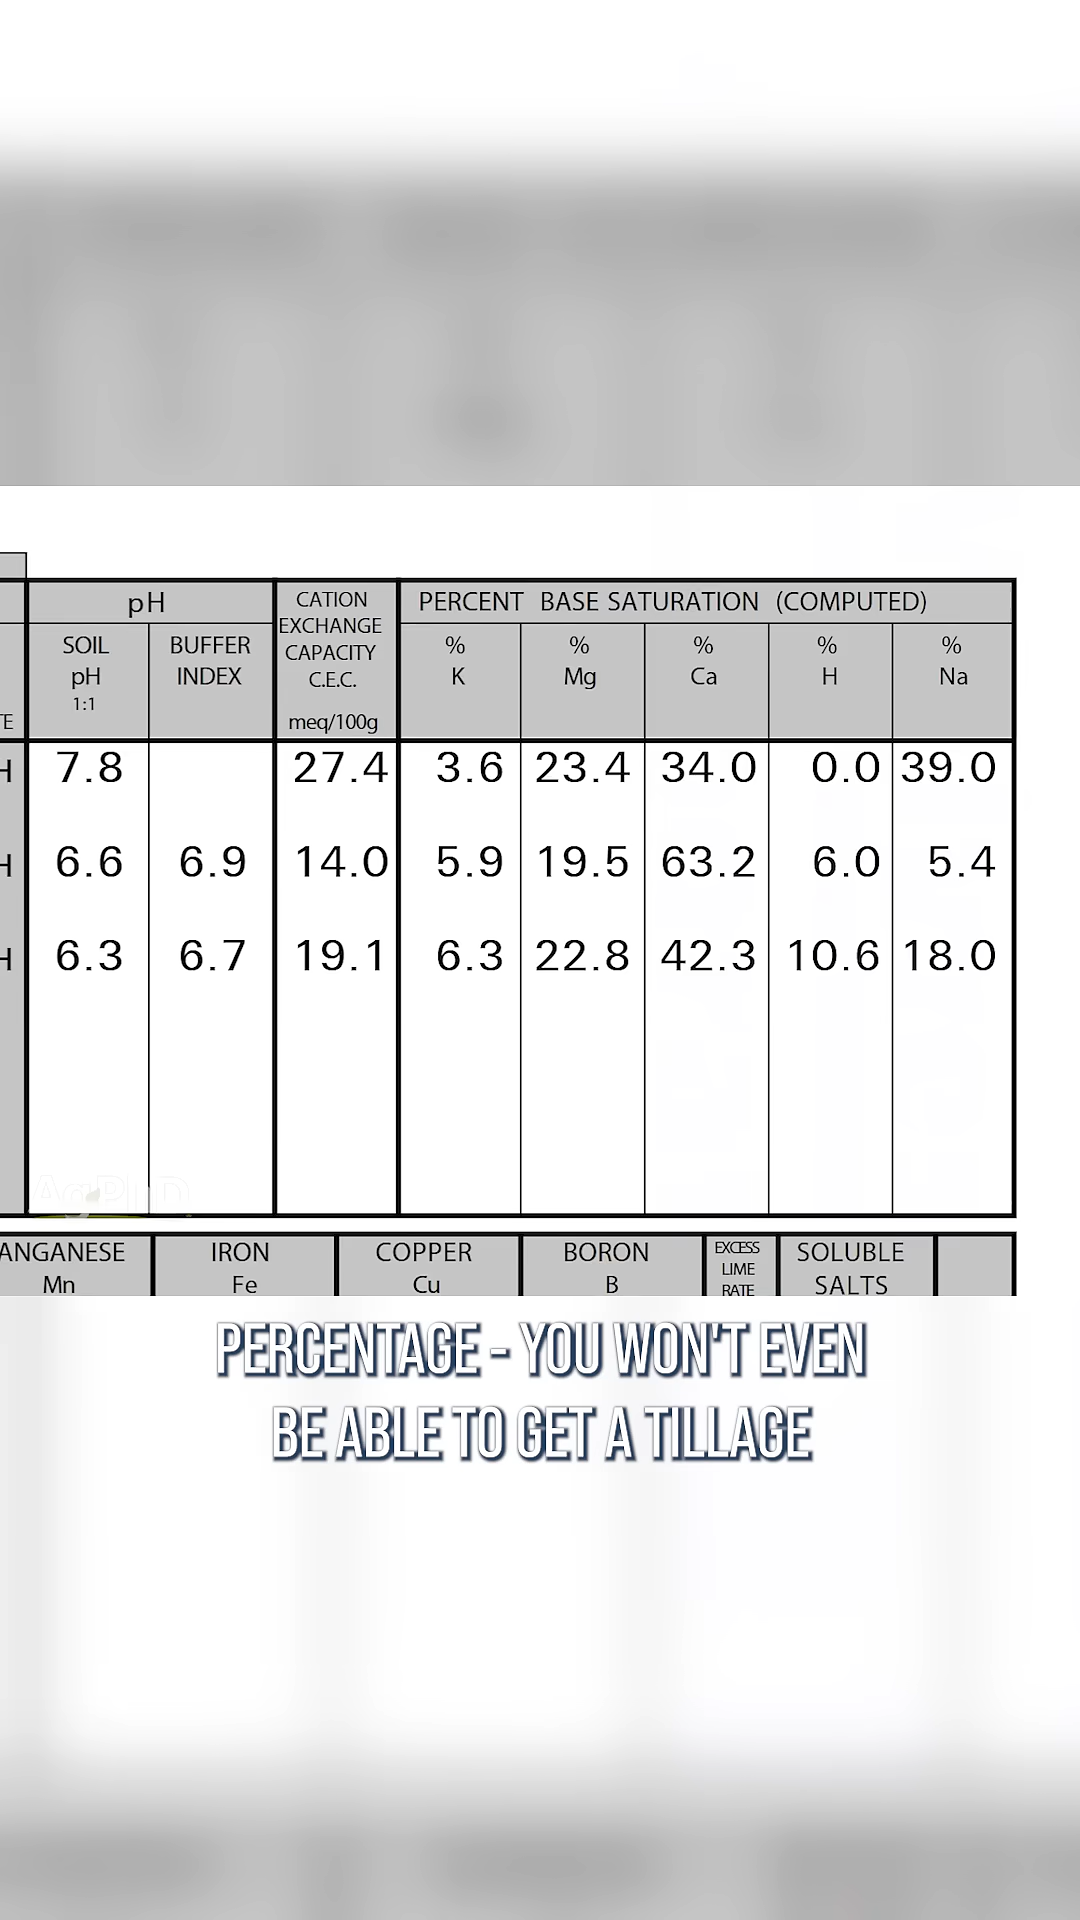 pH
CATION
EXCHANGE
CAPACITY
C.E.C.
meq/100g
PERCENT BASE SATURATION (COMPUTED)
SOIL
pH
1:1
BUFFER
INDEX
%
K
%
Mg
%
Ca
%
H
%
Na
TE
H 7.8 27.4 3.6 23.4 34.0 0.0 39.0
H 6.6 6.9 14.0 5.9 19.5 63.2 6.0 5.4
H 6.3 6.7 19.1 6.3 22.8 42.3 10.6 18.0
AgPhD
ANGANESE
Mn
IRON
Fe
COPPER
Cu
BORON
B
EXCESS
LIME
RATE
SOLUBLE
SALTS
PERCENTAGE - YOU WON'T EVEN
BE ABLE TO GET A TILLAGE